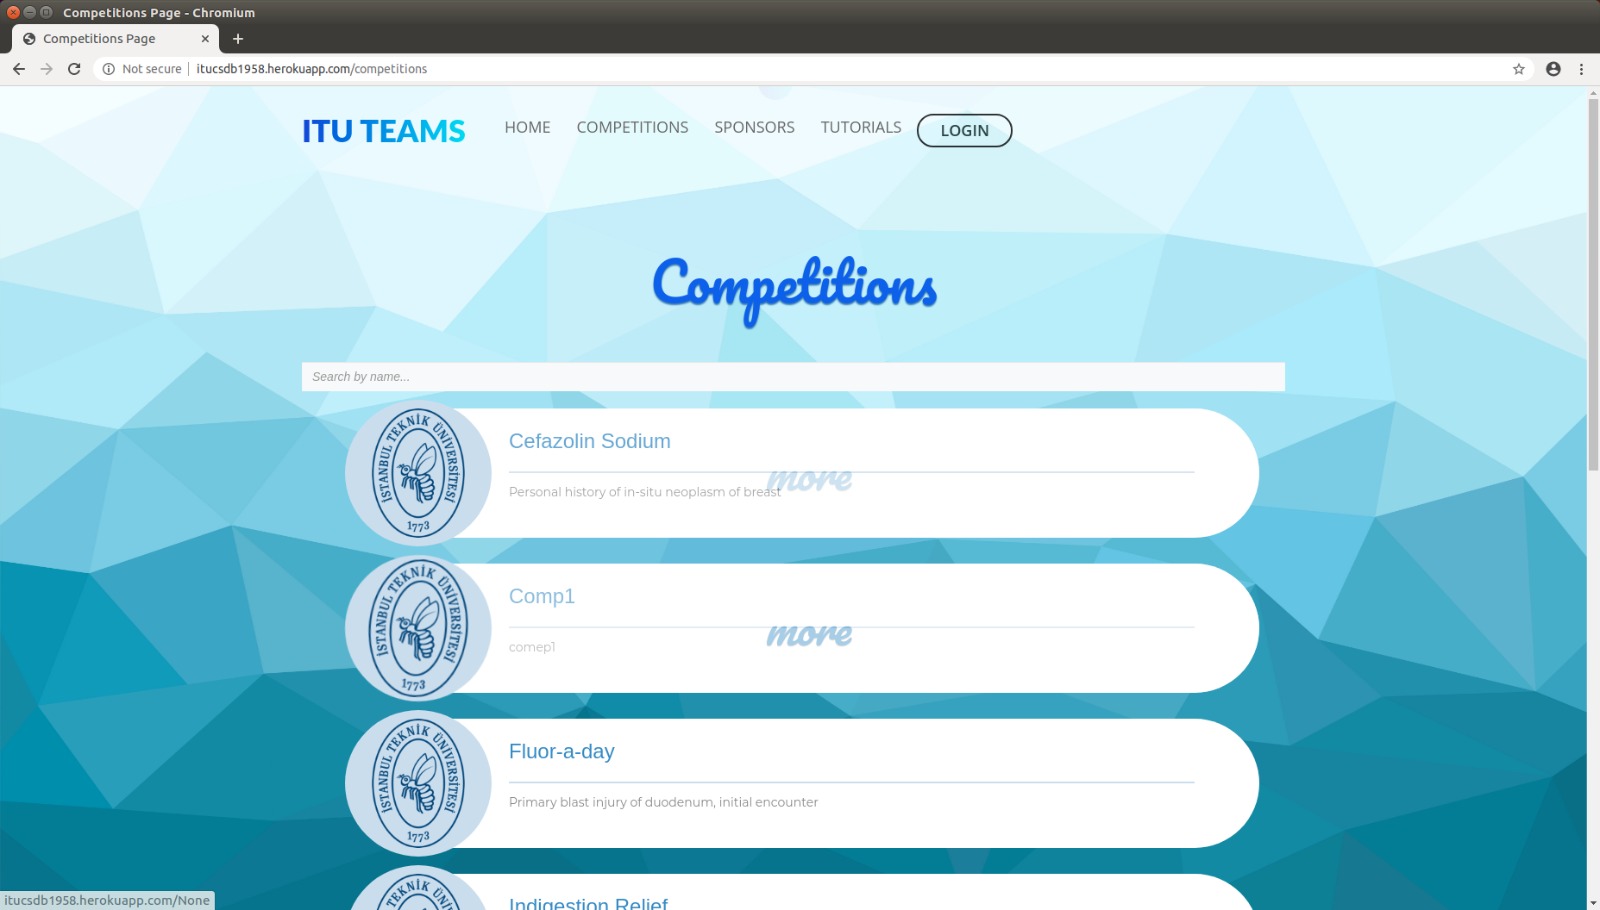 Competitions Page - Chromium
Competitions Page
Not secure
itucsdb1958.herokuapp.com/competitions
ITU TEAMS
HOME
COMPETITIONS
SPONSORS
TUTORIALS
LOGIN
Competitions
Search by name...
İSTANBUL TEKNİK ÜNİVERSİTESİ
1773
Cefazolin Sodium
more
Personal history of in-situ neoplasm of breast
İSTANBUL TEKNİK ÜNİVERSİTESİ
1773
Comp1
more
comep1
İSTANBUL TEKNİK ÜNİVERSİTESİ
1773
Fluor-a-day
Primary blast injury of duodenum, initial encounter
TEKNİK
Indigestion Relief
itucsdb1958.herokuapp.com/None